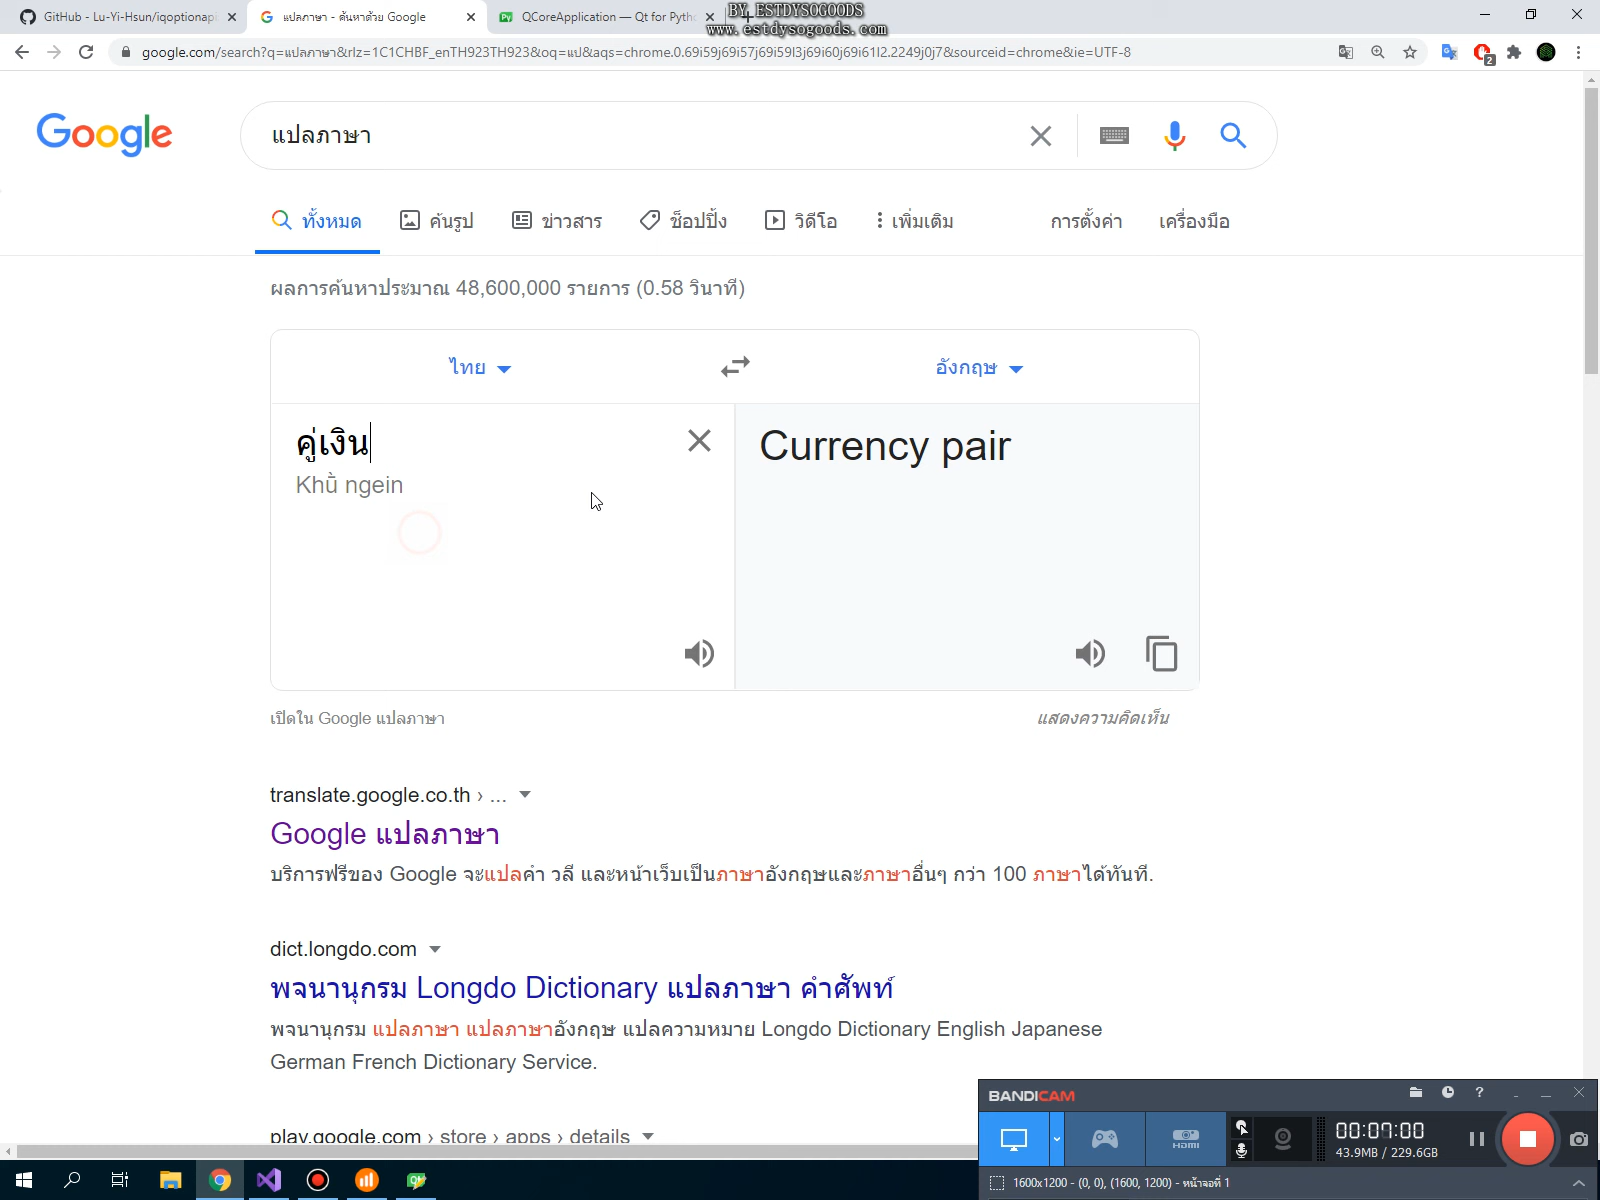 GitHub - Lu-Yi-Hsun/iqoptionapi
แปลภาษา - ค้นหาด้วย Google
QCoreApplication — Qt for Pytho
BY ESTDYSOGOODS
www.estdysogoods.com
google.com/search?q=แปลภาษา&rlz=1C1CHBF_enTH923TH923&oq=แป&aqs=chrome.0.69i59j69i57j69i59l3j69i60j69i61l2.2249j0j7&sourceid=chrome&ie=UTF-8
2
Google
แปลภาษา
ทั้งหมด
ค้นรูป
ข่าวสาร
ช็อปปิ้ง
วิดีโอ
เพิ่มเติม
การตั้งค่า
เครื่องมือ
ผลการค้นหาประมาณ 48,600,000 รายการ (0.58 วินาที)
ไทย
อังกฤษ
คู่เงิน
Currency pair
Khū̀ ngein
เปิดใน Google แปลภาษา
แสดงความคิดเห็น
translate.google.co.th › ...
Google แปลภาษา
บริการฟรีของ Google จะแปลคำ วลี และหน้าเว็บเป็นภาษาอังกฤษและภาษาอื่นๆ กว่า 100 ภาษาได้ทันที.
dict.longdo.com
พจนานุกรม Longdo Dictionary แปลภาษา คำศัพท์
พจนานุกรม แปลภาษา แปลภาษาอังกฤษ แปลความหมาย Longdo Dictionary English Japanese
German French Dictionary Service.
play.google.com › store › apps › details
BANDICAM
HDMI
00:07:00
43.9MB / 229.6GB
1600x1200 - (0, 0), (1600, 1200) - หน้าจอที่ 1